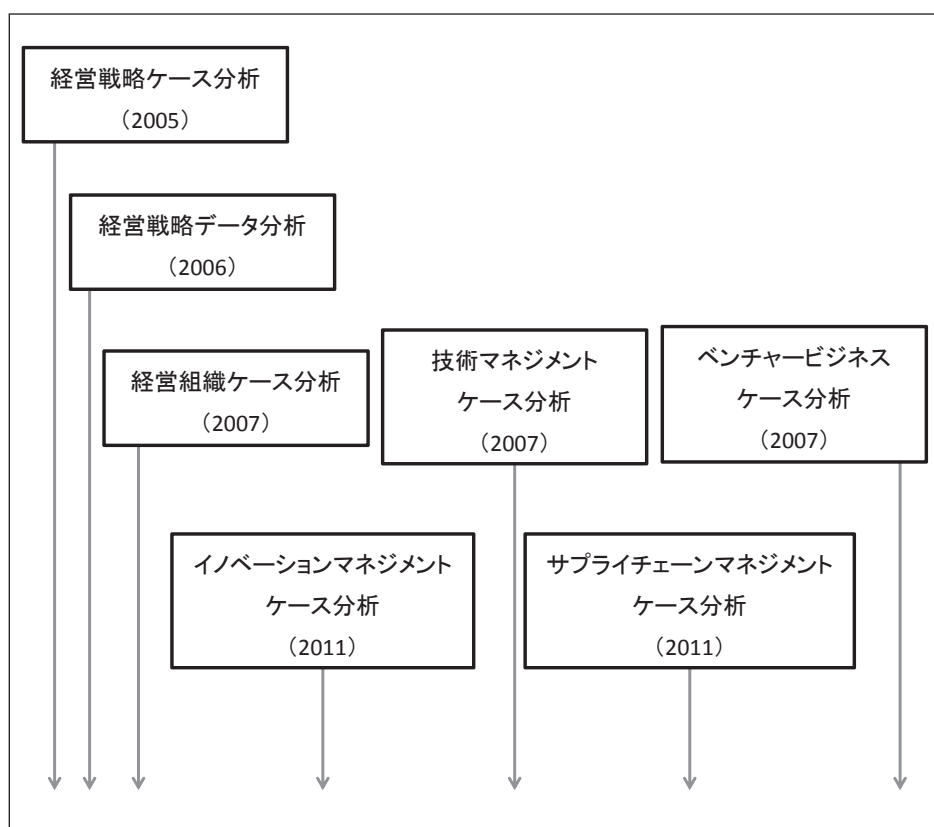 経営戦略ケース分析
（2005）
経営戦略データ分析
（2006）
経営組織ケース分析
（2007）
技術マネジメント
ケース分析
（2007）
ベンチャービジネス
ケース分析
（2007）
イノベーションマネジメント
ケース分析
（2011）
サプライチェーンマネジメント
ケース分析
（2011）